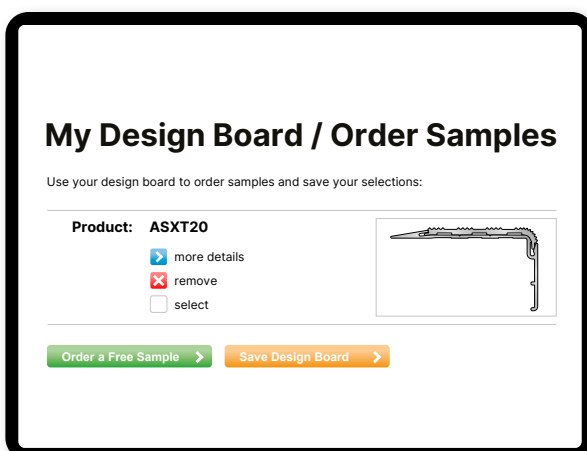 My Design Board / Order Samples
Use your design board to order samples and save your selections:
Product: ASXT20
more details
remove
select
Order a Free Sample
Save Design Board